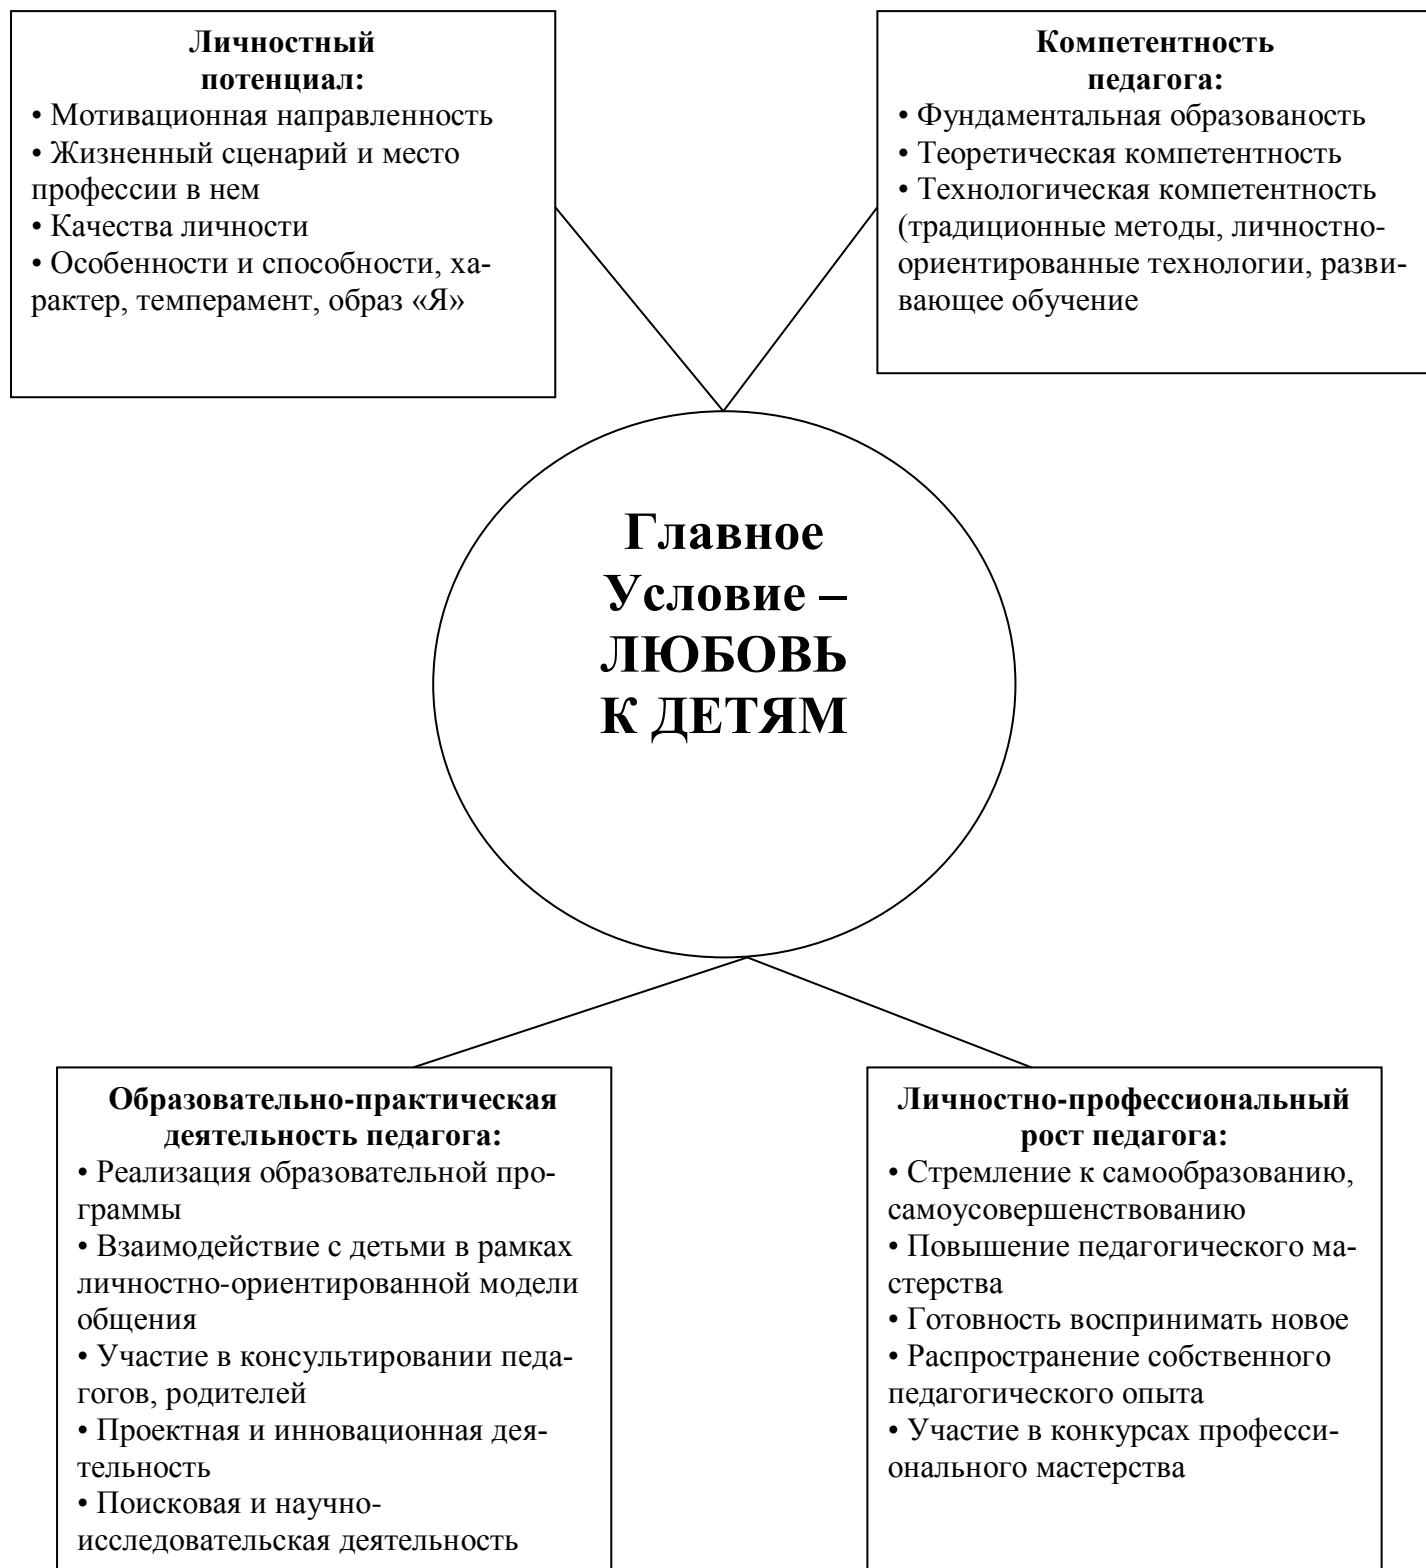 Личностный
потенциал:
• Мотивационная направленность
• Жизненный сценарий и место
профессии в нем
• Качества личности
• Особенности и способности, ха-
рактер, темперамент, образ «Я»
Компетентность
педагога:
• Фундаментальная образованость
• Теоретическая компетентность
• Технологическая компетентность
(традиционные методы, личностно-
ориентированные технологии, разви-
вающее обучение
Главное
Условие –
ЛЮБОВЬ
К ДЕТЯМ
Образовательно-практическая
деятельность педагога:
• Реализация образовательной про-
граммы
• Взаимодействие с детьми в рамках
личностно-ориентированной модели
общения
• Участие в консультировании педа-
гогов, родителей
• Проектная и инновационная дея-
тельность
• Поисковая и научно-
исследовательская деятельность
Личностно-профессиональный
рост педагога:
• Стремление к самообразованию,
самоусовершенствованию
• Повышение педагогического ма-
стерства
• Готовность воспринимать новое
• Распространение собственного
педагогического опыта
• Участие в конкурсах професси-
онального мастерства